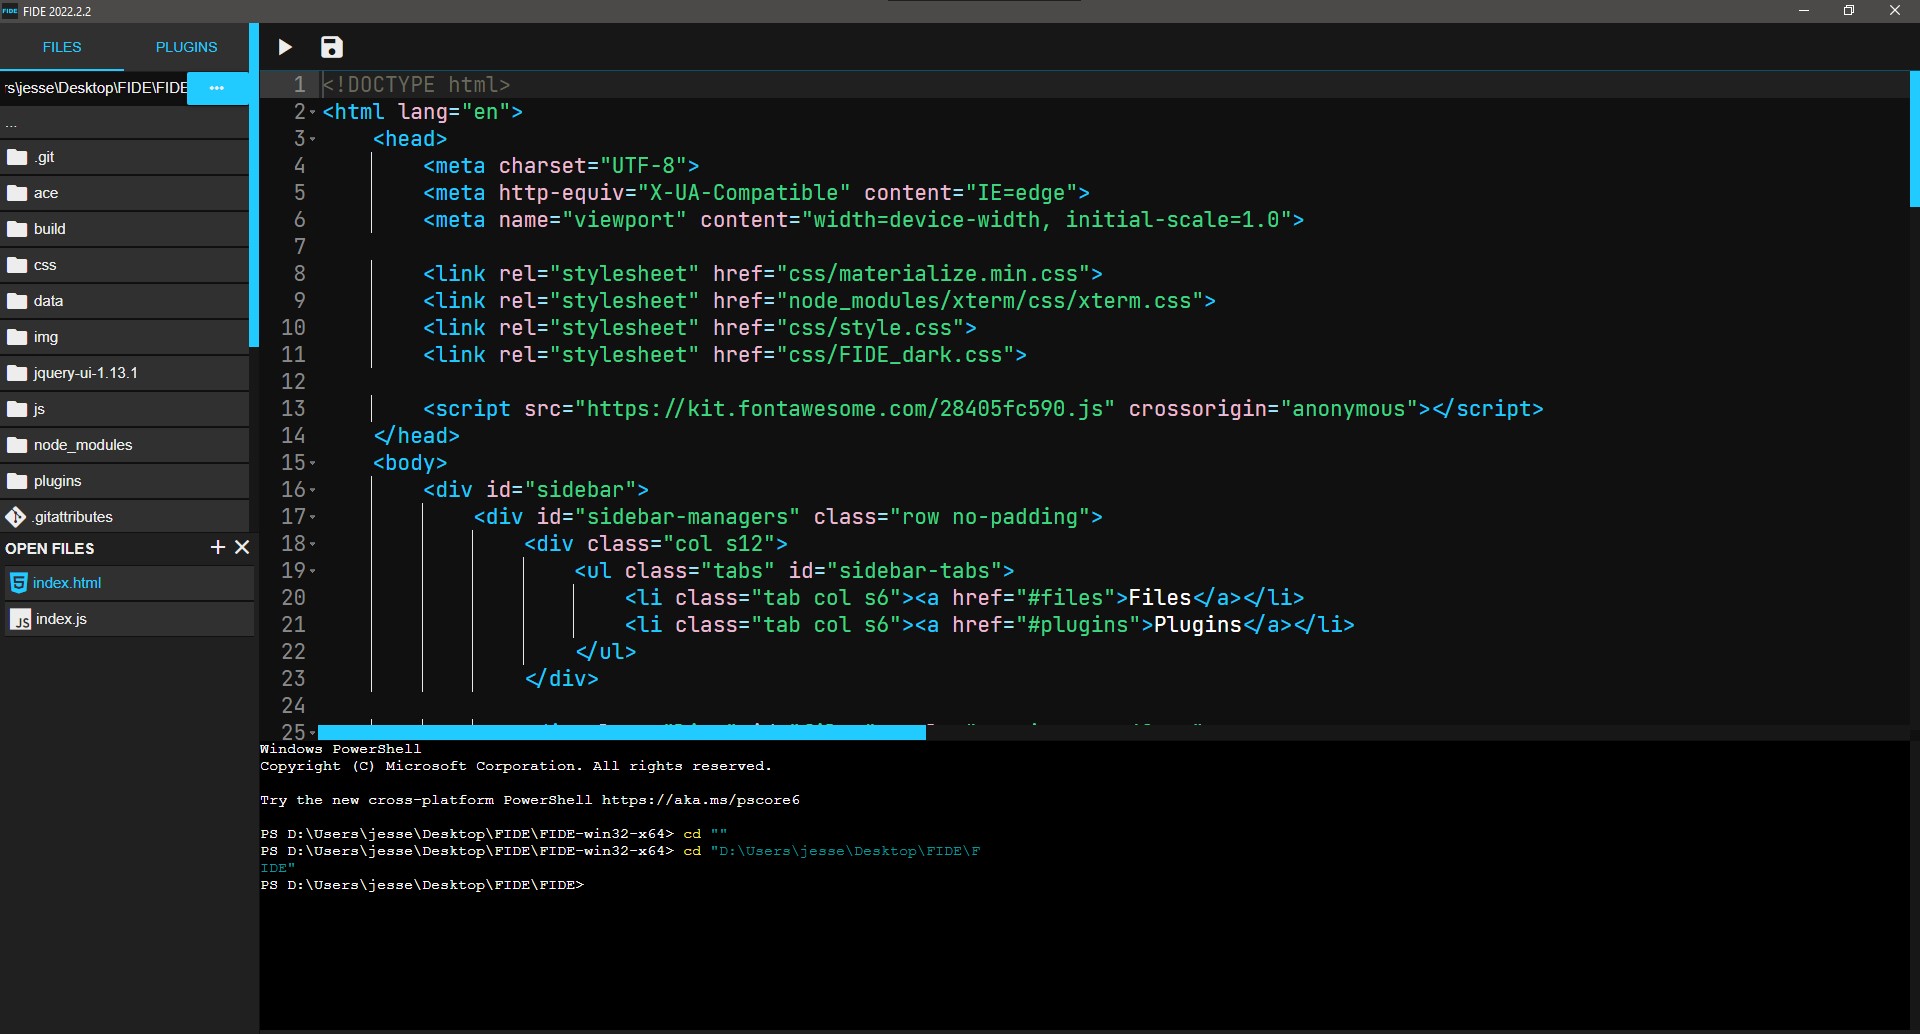 FIDE FIDE 2022.2.2
FILES PLUGINS
rs\jesse\Desktop\FIDE\FIDE ...
...
.git
ace
build
css
data
img
jquery-ui-1.13.1
js
node_modules
plugins
.gitattributes
OPEN FILES
index.html
JS index.js
1 <!DOCTYPE html>
2 <html lang="en">
3 <head>
4 <meta charset="UTF-8">
5 <meta http-equiv="X-UA-Compatible" content="IE=edge">
6 <meta name="viewport" content="width=device-width, initial-scale=1.0">
7
8 <link rel="stylesheet" href="css/materialize.min.css">
9 <link rel="stylesheet" href="node_modules/xterm/css/xterm.css">
10 <link rel="stylesheet" href="css/style.css">
11 <link rel="stylesheet" href="css/FIDE_dark.css">
12
13 <script src="https://kit.fontawesome.com/28405fc590.js" crossorigin="anonymous"></script>
14 </head>
15 <body>
16 <div id="sidebar">
17 <div id="sidebar-managers" class="row no-padding">
18 <div class="col s12">
19 <ul class="tabs" id="sidebar-tabs">
20 <li class="tab col s6"><a href="#files">Files</a></li>
21 <li class="tab col s6"><a href="#plugins">Plugins</a></li>
22 </ul>
23 </div>
24
25
Windows PowerShell
Copyright (C) Microsoft Corporation. All rights reserved.
Try the new cross-platform PowerShell https://aka.ms/pscore6
PS D:\Users\jesse\Desktop\FIDE\FIDE-win32-x64> cd ""
PS D:\Users\jesse\Desktop\FIDE\FIDE-win32-x64> cd "D:\Users\jesse\Desktop\FIDE\F
IDE"
PS D:\Users\jesse\Desktop\FIDE\FIDE>